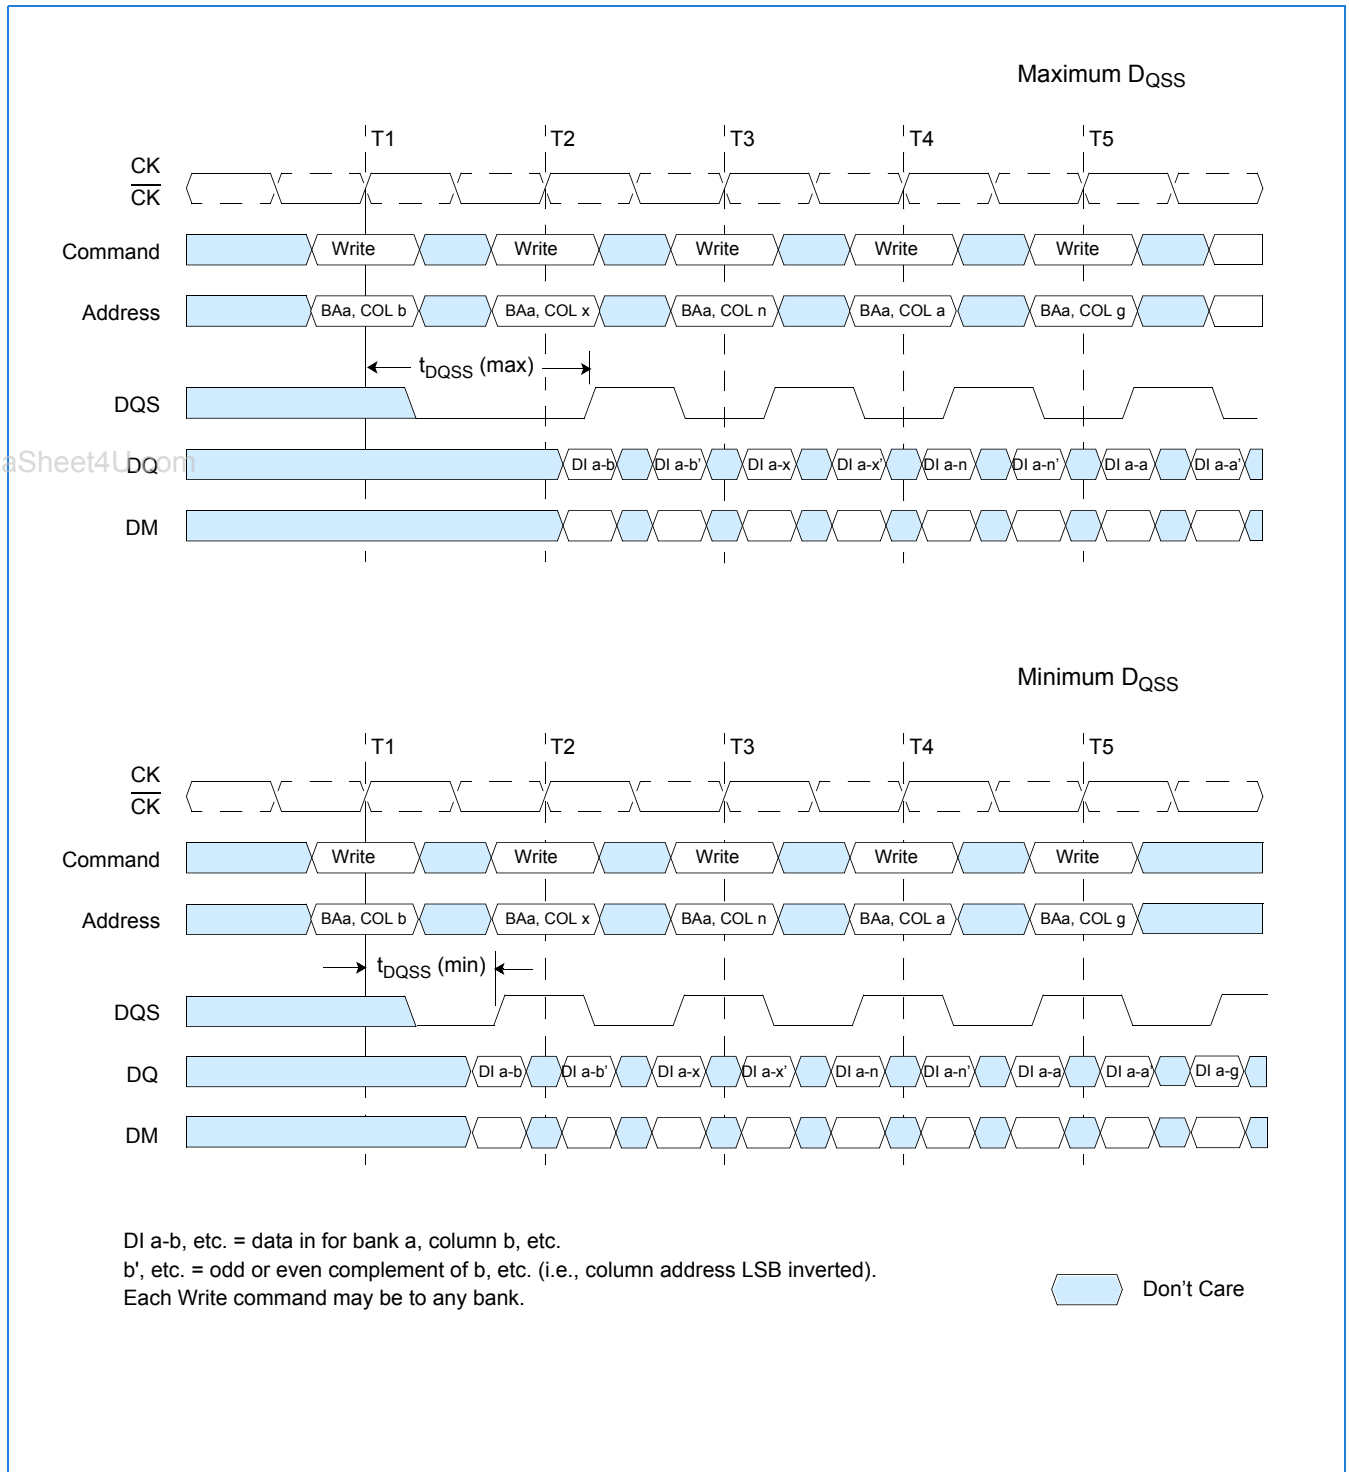 Maximum DQSS
T1 T2 T3 T4 T5
CK
CK
Command Write Write Write Write Write
Address BAa, COL b BAa, COL x BAa, COL n BAa, COL a BAa, COL g
tDQSS (max)
DQS
aSheet4U.com
DQ DI a-b DI a-b' DI a-x DI a-x' DI a-n DI a-n' DI a-a DI a-a'
DM
Minimum DQSS
T1 T2 T3 T4 T5
CK
CK
Command Write Write Write Write Write
Address BAa, COL b BAa, COL x BAa, COL n BAa, COL a BAa, COL g
tDQSS (min)
DQS
DQ DI a-b DI a-b' DI a-x DI a-x' DI a-n DI a-n' DI a-a DI a-a' DI a-g
DM
DI a-b, etc. = data in for bank a, column b, etc.
b', etc. = odd or even complement of b, etc. (i.e., column address LSB inverted).
Each Write command may be to any bank.
Don't Care